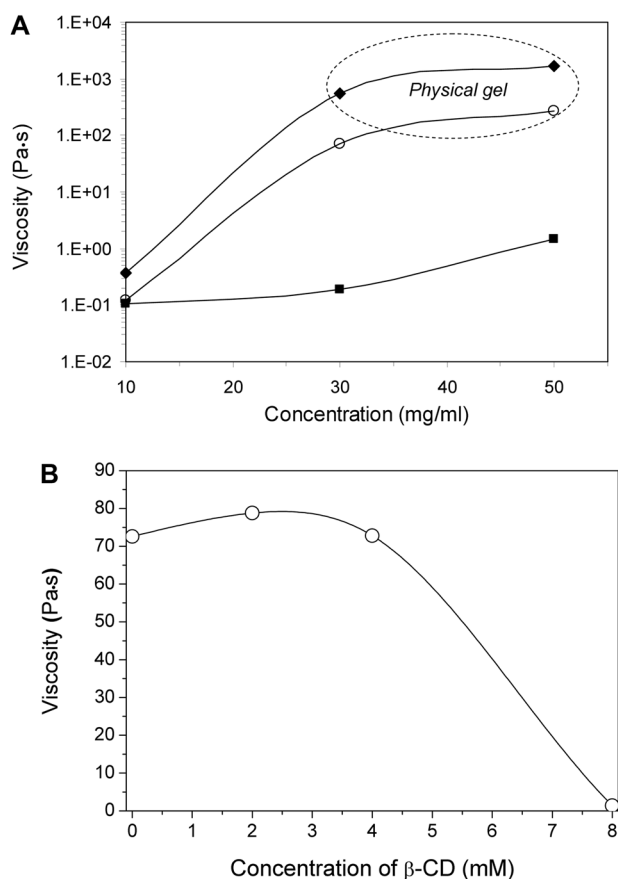 A
1.E+04
1.E+03
1.E+02
1.E+01
1.E+00
1.E-01
1.E-02
Viscosity (Pa•s)
Physical gel
10 20 30 40 50
Concentration (mg/ml)
B
90
80
70
60
50
40
30
20
10
0
Viscosity (Pa•s)
0 1 2 3 4 5 6 7 8
Concentration of β-CD (mM)